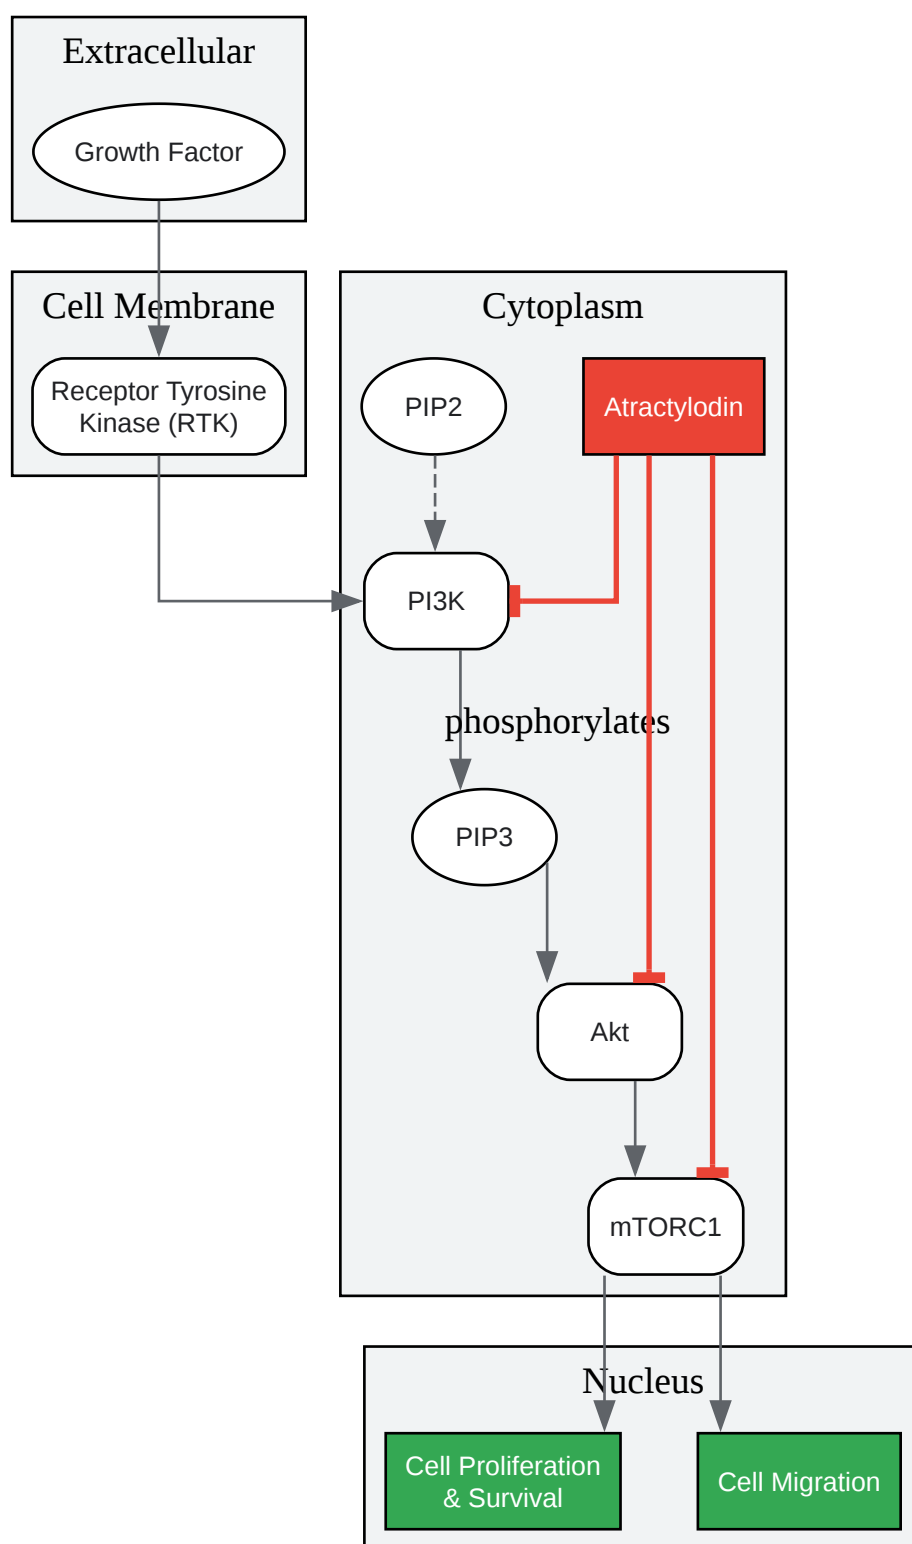 Extracellular
Growth Factor
Cell Membrane
Receptor Tyrosine
Kinase (RTK)
Cytoplasm
PIP2
Atractylodin
PI3K
phosphorylates
PIP3
Akt
mTORC1
Nucleus
Cell Proliferation
& Survival
Cell Migration